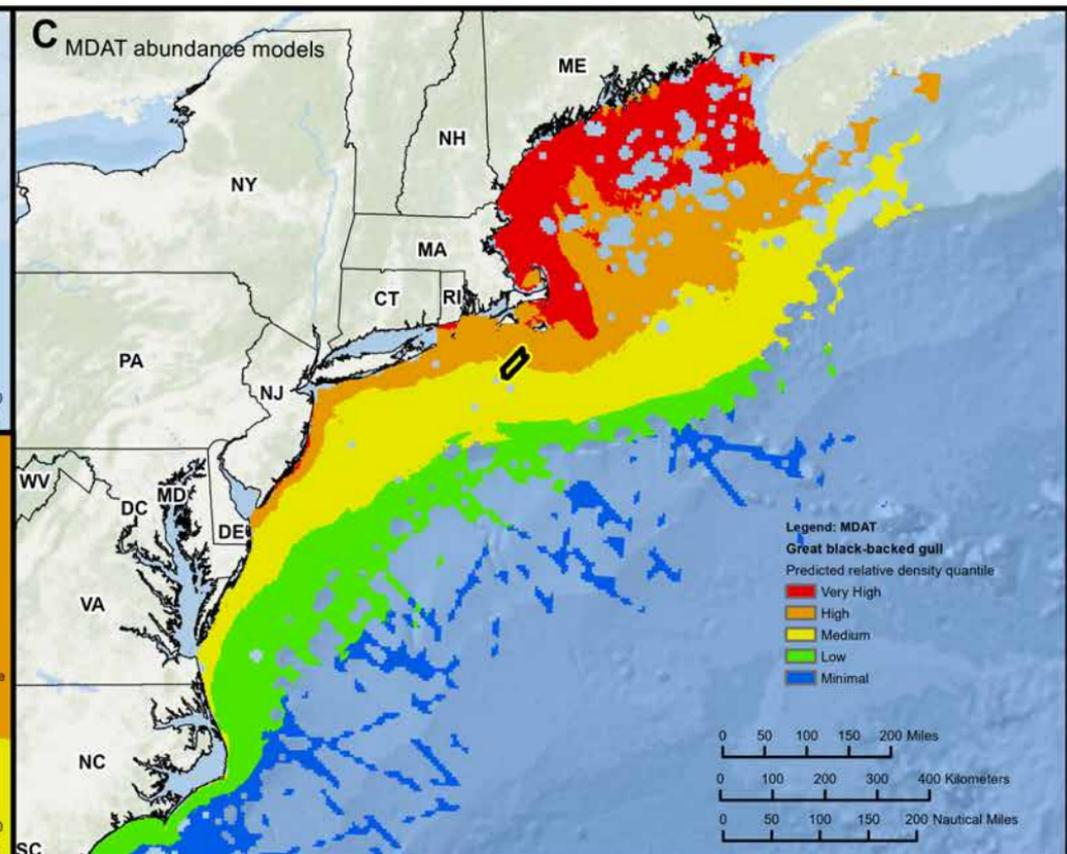 C MDAT abundance models
ME
NH
NY
MA
CT
RI
PA
NJ
WV
MD
DC
DE
VA
NC
SC
Legend: MDAT
Great black-backed gull
Predicted relative density quantile
Very High
High
Medium
Low
Minimal
0 50 100 150 200 Miles
0 100 200 300 400 Kilometers
0 50 100 150 200 Nautical Miles